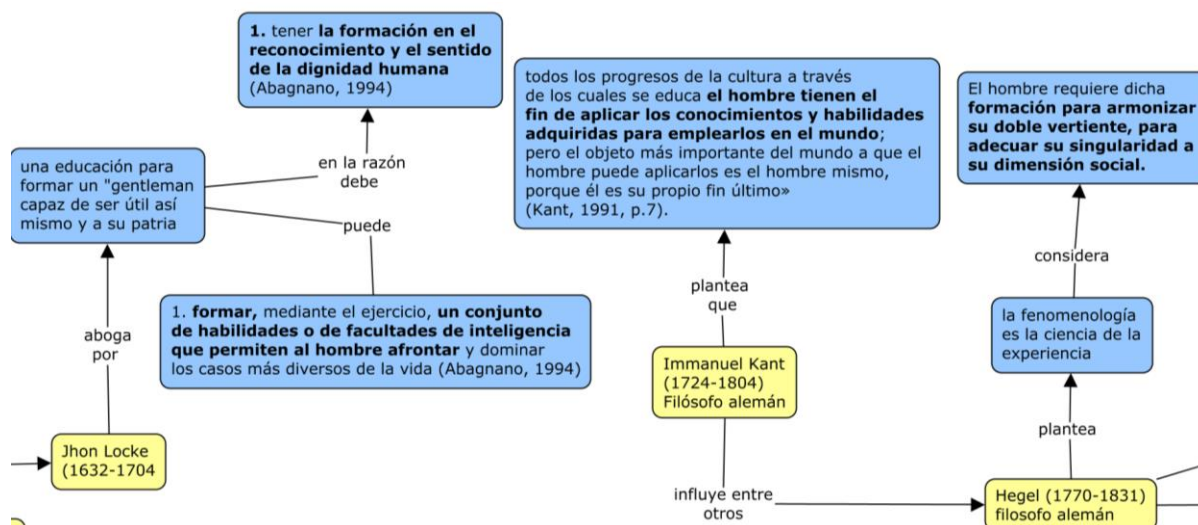 1. tener la formación en el
reconocimiento y el sentido
de la dignidad humana
(Abagnano, 1994)
en la razón
debe
una educación para
formar un "gentleman
capaz de ser útil así
mismo y a su patria
puede
1. formar, mediante el ejercicio, un conjunto
de habilidades o de facultades de inteligencia
que permiten al hombre afrontar y dominar
los casos más diversos de la vida (Abagnano, 1994)
aboga
por
Jhon Locke
(1632-1704
todos los progresos de la cultura a través
de los cuales se educa el hombre tienen el
fin de aplicar los conocimientos y habilidades
adquiridas para emplearlos en el mundo;
pero el objeto más importante del mundo a que el
hombre puede aplicarlos es el hombre mismo,
porque él es su propio fin último»
(Kant, 1991, p.7).
plantea
que
Immanuel Kant
(1724-1804)
Filósofo alemán
influye entre
otros
El hombre requiere dicha
formación para armonizar
su doble vertiente, para
adecuar su singularidad a
su dimensión social.
considera
la fenomenología
es la ciencia de la
experiencia
plantea
Hegel (1770-1831)
filosofo alemán